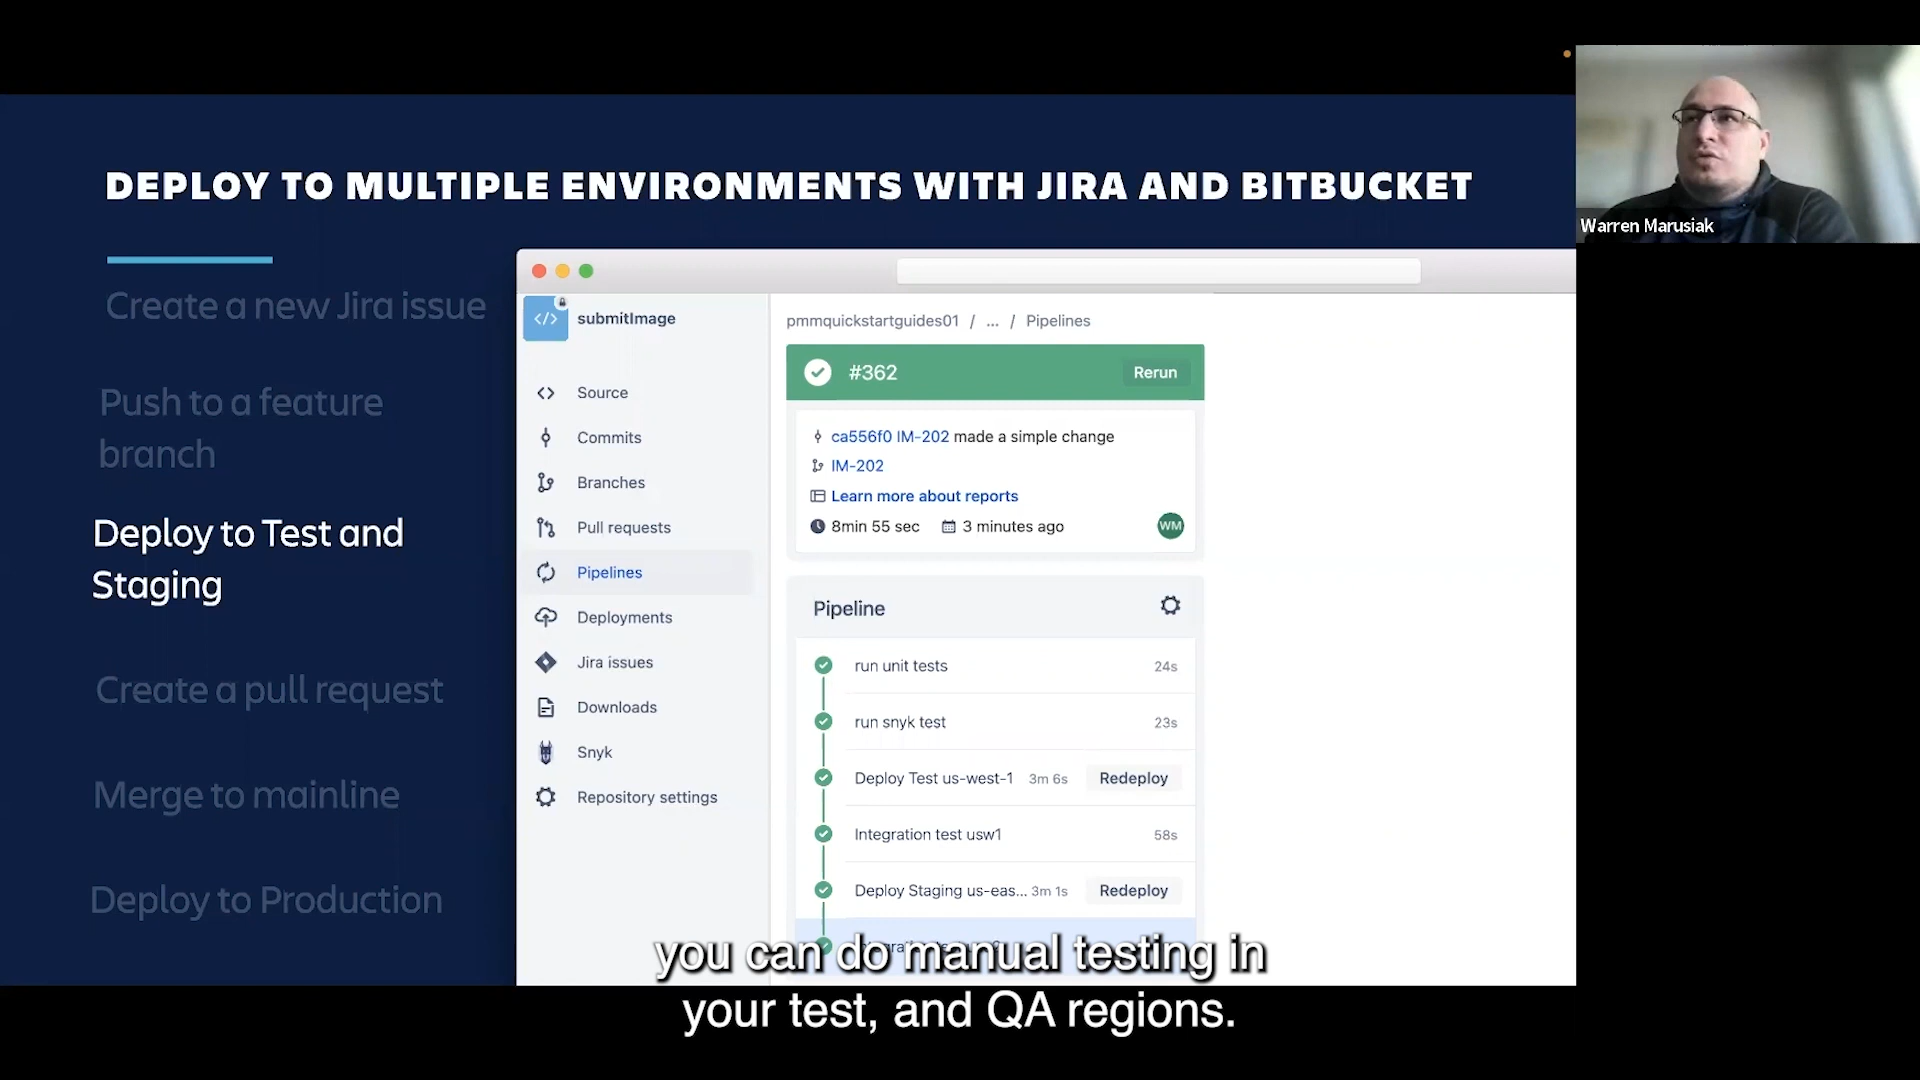 Warren Marusiak
DEPLOY TO MULTIPLE ENVIRONMENTS WITH JIRA AND BITBUCKET
Create a new Jira issue
Push to a feature
branch
Deploy to Test and
Staging
Create a pull request
Merge to mainline
Deploy to Production
</> submitImage
Source
Commits
Branches
Pull requests
Pipelines
Deployments
Jira issues
Downloads
Snyk
Repository settings
pmmquickstartguides01 / ... / Pipelines
#362 Rerun
ca556f0 IM-202 made a simple change
IM-202
Learn more about reports
8min 55 sec 3 minutes ago WM
Pipeline
run unit tests 24s
run snyk test 23s
Deploy Test us-west-1 3m 6s Redeploy
Integration test usw1 58s
Deploy Staging us-eas... 3m 1s Redeploy
you can do manual testing in
your test, and QA regions.